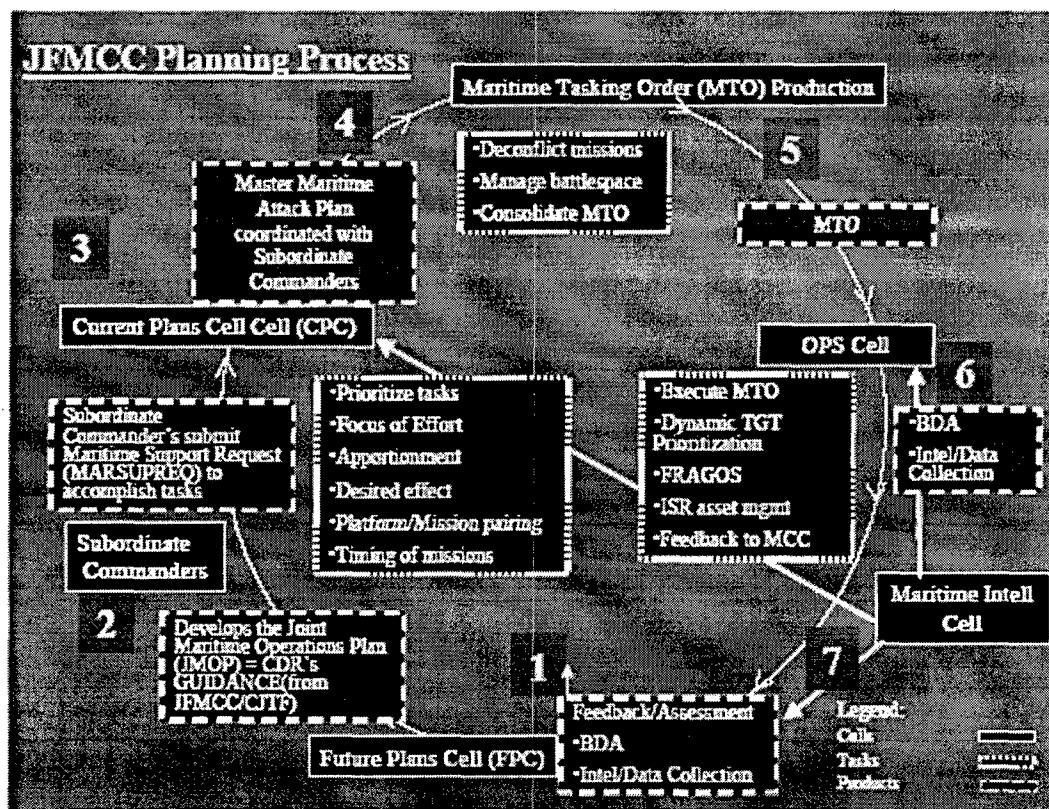 JFMCC Planning Process
Maritime Tasking Order (MTO) Production
4
•Deconflict missions
•Manage battlespace
•Consolidate MTO
5
Master Maritime
Attack Plan
coordinated with
Subordinate
Commanders
MTO
3
Current Plans Cell Cell (CPC)
OPS Cell
6
•Prioritize tasks
•Focus of Effort
•Apportionment
•Desired effect
•Platform/Mission pairing
•Timing of missions
•Execute MTO
•Dynamic TGT
Prioritization
•FRAGOS
•ISR asset mgmt
•Feedback to MCC
•BDA
•Intel/Data
Collection
Subordinate
Commander's submit
Maritime Support Request
(MARSUPREQ) to
accomplish tasks
Subordinate
Commanders
Maritime Intell
Cell
2
Develops the Joint
Maritime Operations Plan
(JMOP) = CDR's
GUIDANCE(from
JFMCC/CJTF)
1
7
Feedback/Assessment
•BDA
•Intel/Data Collection
Future Plans Cell (FPC)
Legend:
Cells
Tasks
Products